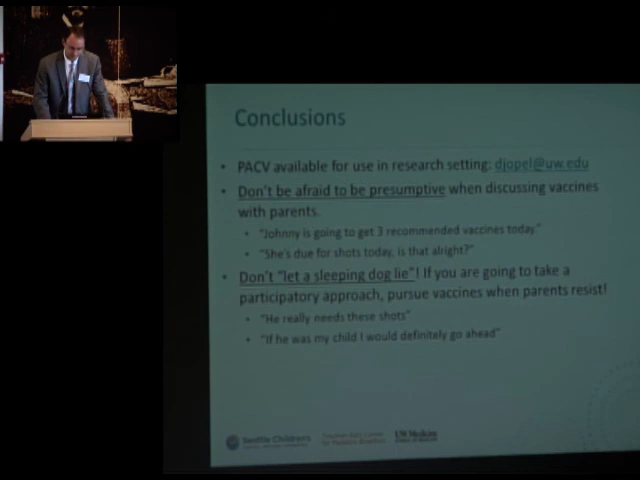 Conclusions
• PACV available for use in research setting: djopel@uw.edu
• Don't be afraid to be presumptive when discussing vaccines
with parents.
• "Johnny is going to get 3 recommended vaccines today."
• "She's due for shots today, is that alright?"
• Don't "let a sleeping dog lie"! If you are going to take a
participatory approach, pursue vaccines when parents resist!
• "He really needs these shots"
• "If he was my child I would definitely go ahead"
Seattle Children's
UW Medicine